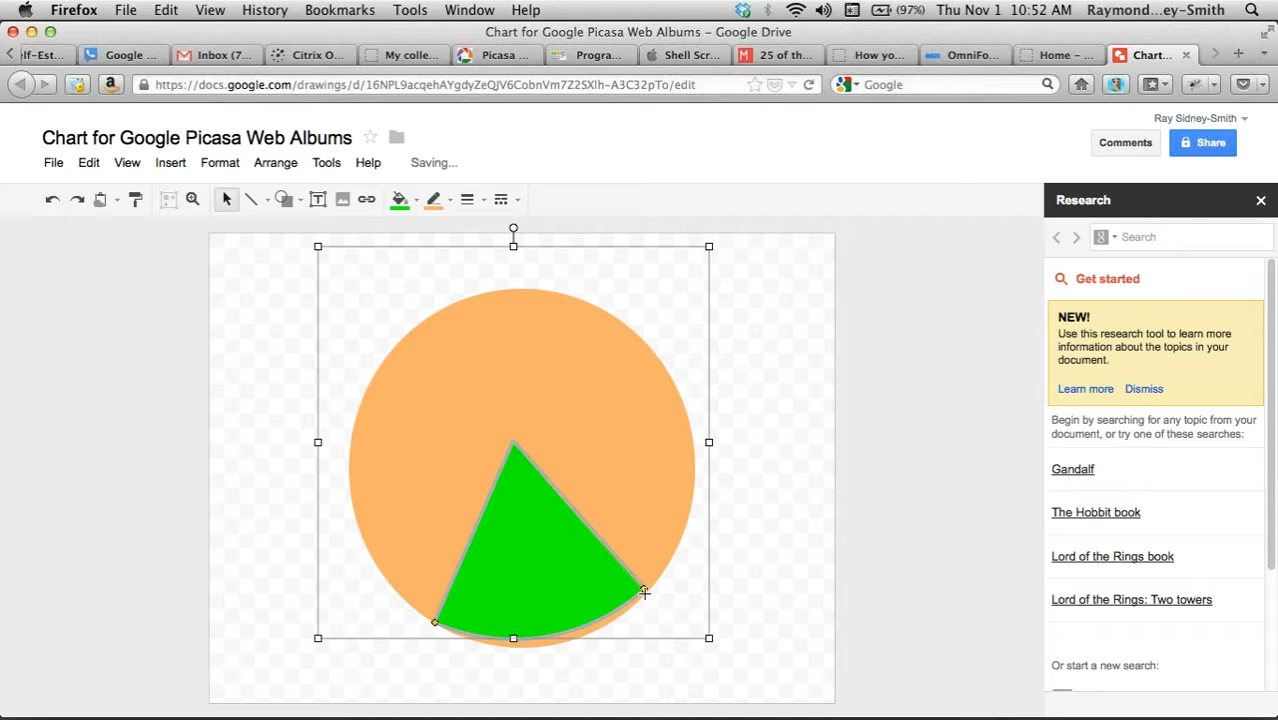 Firefox File Edit View History Bookmarks Tools Window Help (97%) Thu Nov 1 10:52 AM Raymond...ey-Smith
Chart for Google Picasa Web Albums – Google Drive
lf-Est... Google ... Inbox (7... Citrix O... My colle... Picasa ... Progra... Shell Scr... 25 of th... How yo... OmniFo... Home – ... Chart...
https://docs.google.com/drawings/d/16NPL9acqehAYgdyZeQJV6CobnVm7Z2SXlh-A3C32pTo/edit Google
Ray Sidney-Smith
Chart for Google Picasa Web Albums
Comments Share
File Edit View Insert Format Arrange Tools Help Saving...
Research
Search
Get started
NEW!
Use this research tool to learn more
information about the topics in your
document.
Learn more Dismiss
Begin by searching for any topic from your
document, or try one of these searches:
Gandalf
The Hobbit book
Lord of the Rings book
Lord of the Rings: Two towers
Or start a new search: